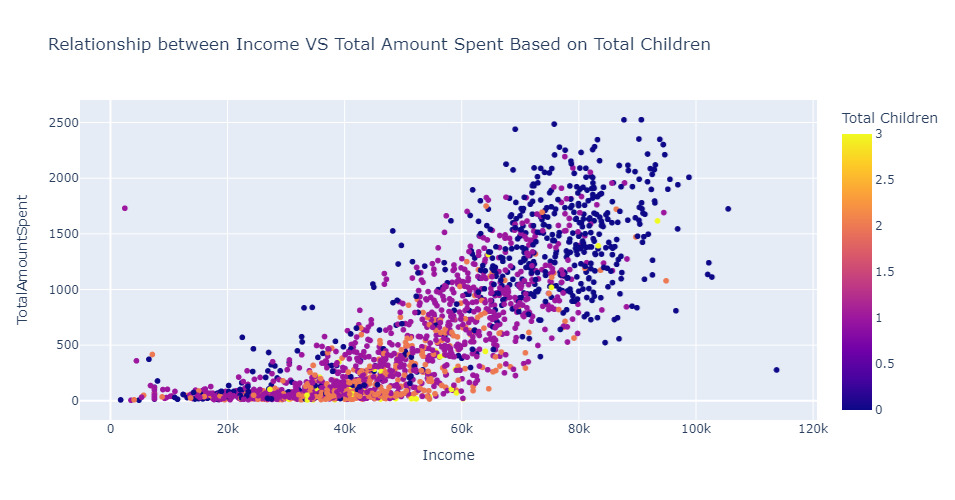 Relationship between Income VS Total Amount Spent Based on Total Children
Total Children
TotalAmountSpent
2500
2000
1500
1000
500
0
0
20k
40k
60k
80k
100k
120k
Income
3
2.5
2
1.5
1
0.5
0